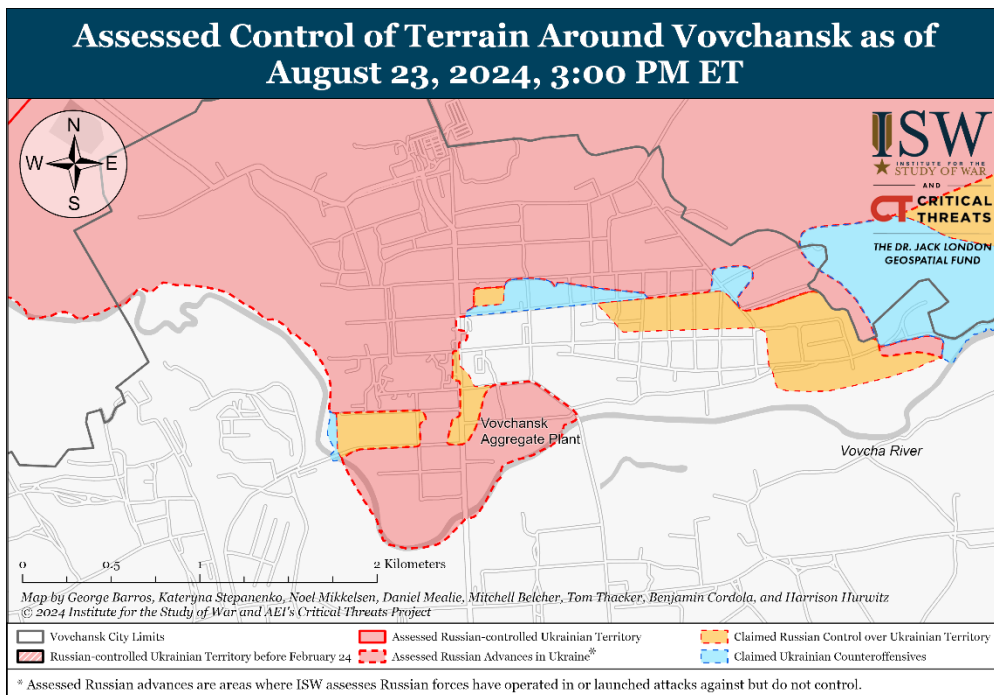 Assessed Control of Terrain Around Vovchansk as of
August 23, 2024, 3:00 PM ET
N
W E
S
ISW
INSTITUTE FOR THE
STUDY OF WAR
AND
CT CRITICAL
THREATS
THE DR. JACK LONDON
GEOSPATIAL FUND
Vovchansk
Aggregate Plant
Vovcha River
0 0.5 1 2 Kilometers
Map by George Barros, Kateryna Stepanenko, Noel Mikkelsen, Daniel Mealie, Mitchell Belcher, Tom Thacker, Benjamin Cordola, and Harrison Hurwitz
© 2024 Institute for the Study of War and AEI's Critical Threats Project
Vovchansk City Limits
Assessed Russian-controlled Ukrainian Territory
Claimed Russian Control over Ukrainian Territory
Russian-controlled Ukrainian Territory before February 24
Assessed Russian Advances in Ukraine*
Claimed Ukrainian Counteroffensives
* Assessed Russian advances are areas where ISW assesses Russian forces have operated in or launched attacks against but do not control.